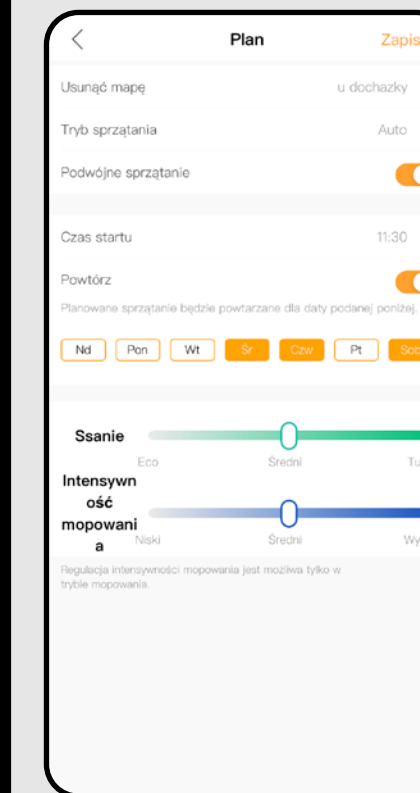 Plan Zapis
Usunąć mapę u dochazky
Tryb sprzątania Auto
Podwójne sprzątanie
Czas startu 11:30
Powtórz
Planowane sprzątanie będzie powtarzane dla daty podanej poniżej.
Nd Pon Wt Śr Czw Pt Sob
Ssanie
Eco Średni Tu
Intensywn
ość
mopowani
a
Niski Średni Wy
Regulacja intensywności mopowania jest możliwa tylko w
trybie mopowania.